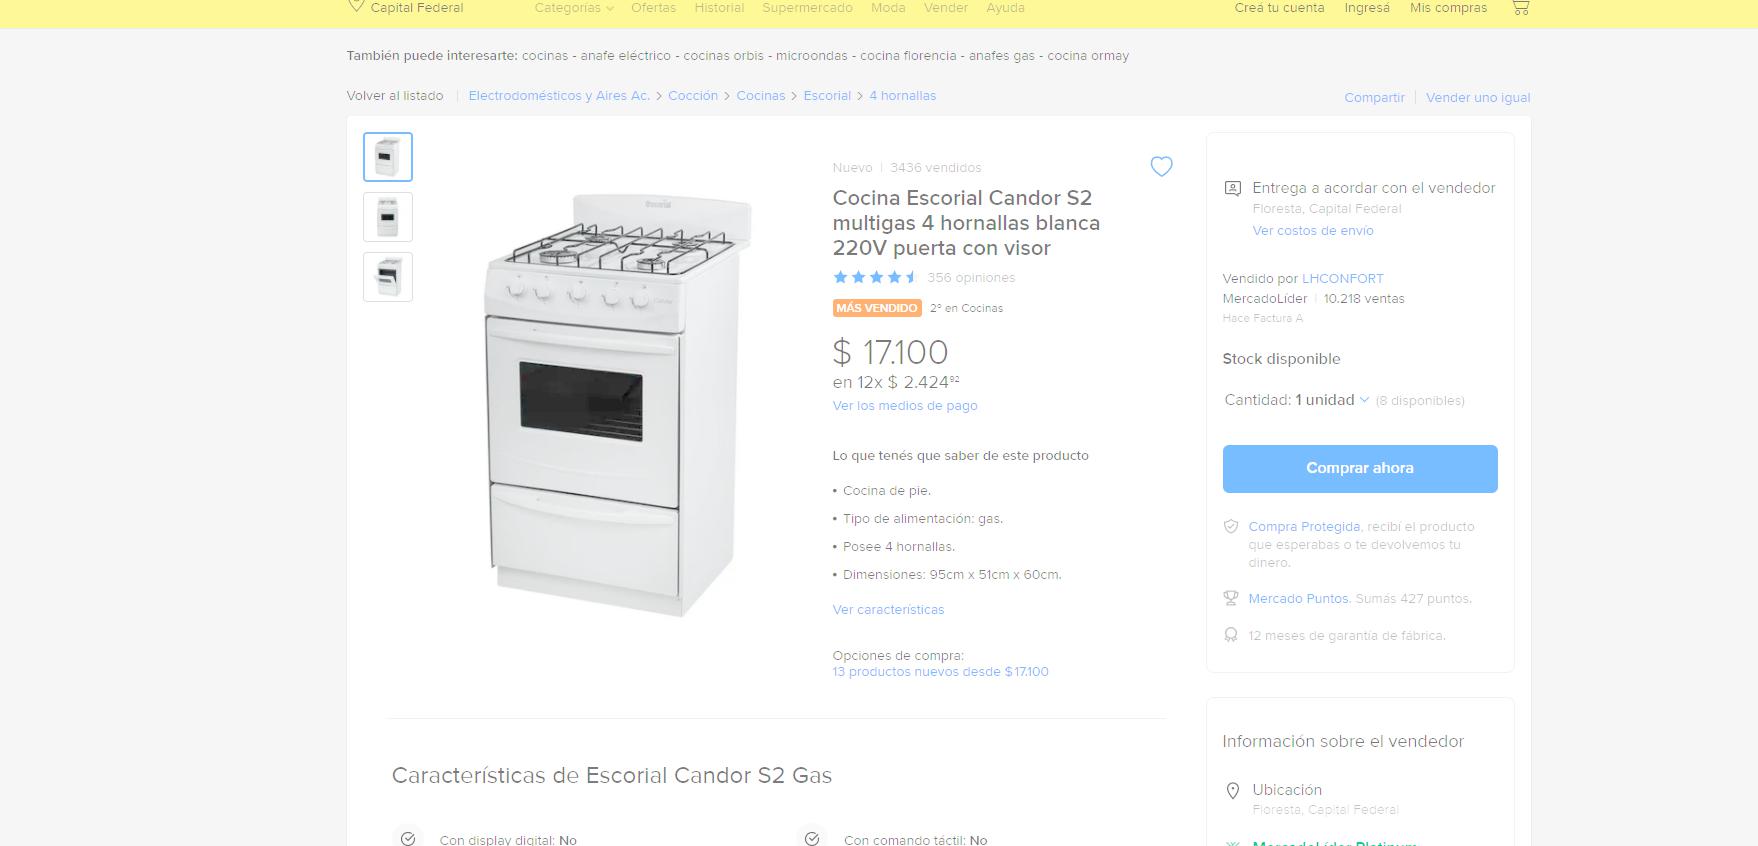 Capital Federal
Categorías Ofertas Historial Supermercado Moda Vender Ayuda
Creá tu cuenta Ingresá Mis compras
También puede interesarte: cocinas - anafe eléctrico - cocinas orbis - microondas - cocina florencia - anafes gas - cocina ormay
Volver al listado | Electrodomésticos y Aires Ac. > Cocción > Cocinas > Escorial > 4 hornallas
Compartir | Vender uno igual
Escorial
Nuevo | 3436 vendidos
Cocina Escorial Candor S2
multigas 4 hornallas blanca
220V puerta con visor
356 opiniones
MÁS VENDIDO 2º en Cocinas
$ 17.100
en 12x $ 2.424⁹²
Ver los medios de pago
Lo que tenés que saber de este producto
• Cocina de pie.
• Tipo de alimentación: gas.
• Posee 4 hornallas.
• Dimensiones: 95cm x 51cm x 60cm.
Ver características
Opciones de compra:
13 productos nuevos desde $17.100
Entrega a acordar con el vendedor
Floresta, Capital Federal
Ver costos de envío
Vendido por LHCONFORT
MercadoLíder | 10.218 ventas
Hace Factura A
Stock disponible
Cantidad: 1 unidad (8 disponibles)
Comprar ahora
Compra Protegida, recibí el producto
que esperabas o te devolvemos tu
dinero.
Mercado Puntos. Sumás 427 puntos.
12 meses de garantía de fábrica.
Características de Escorial Candor S2 Gas
Con display digital: No
Con comando táctil: No
Información sobre el vendedor
Ubicación
Floresta, Capital Federal
MercadoLíder Platinum